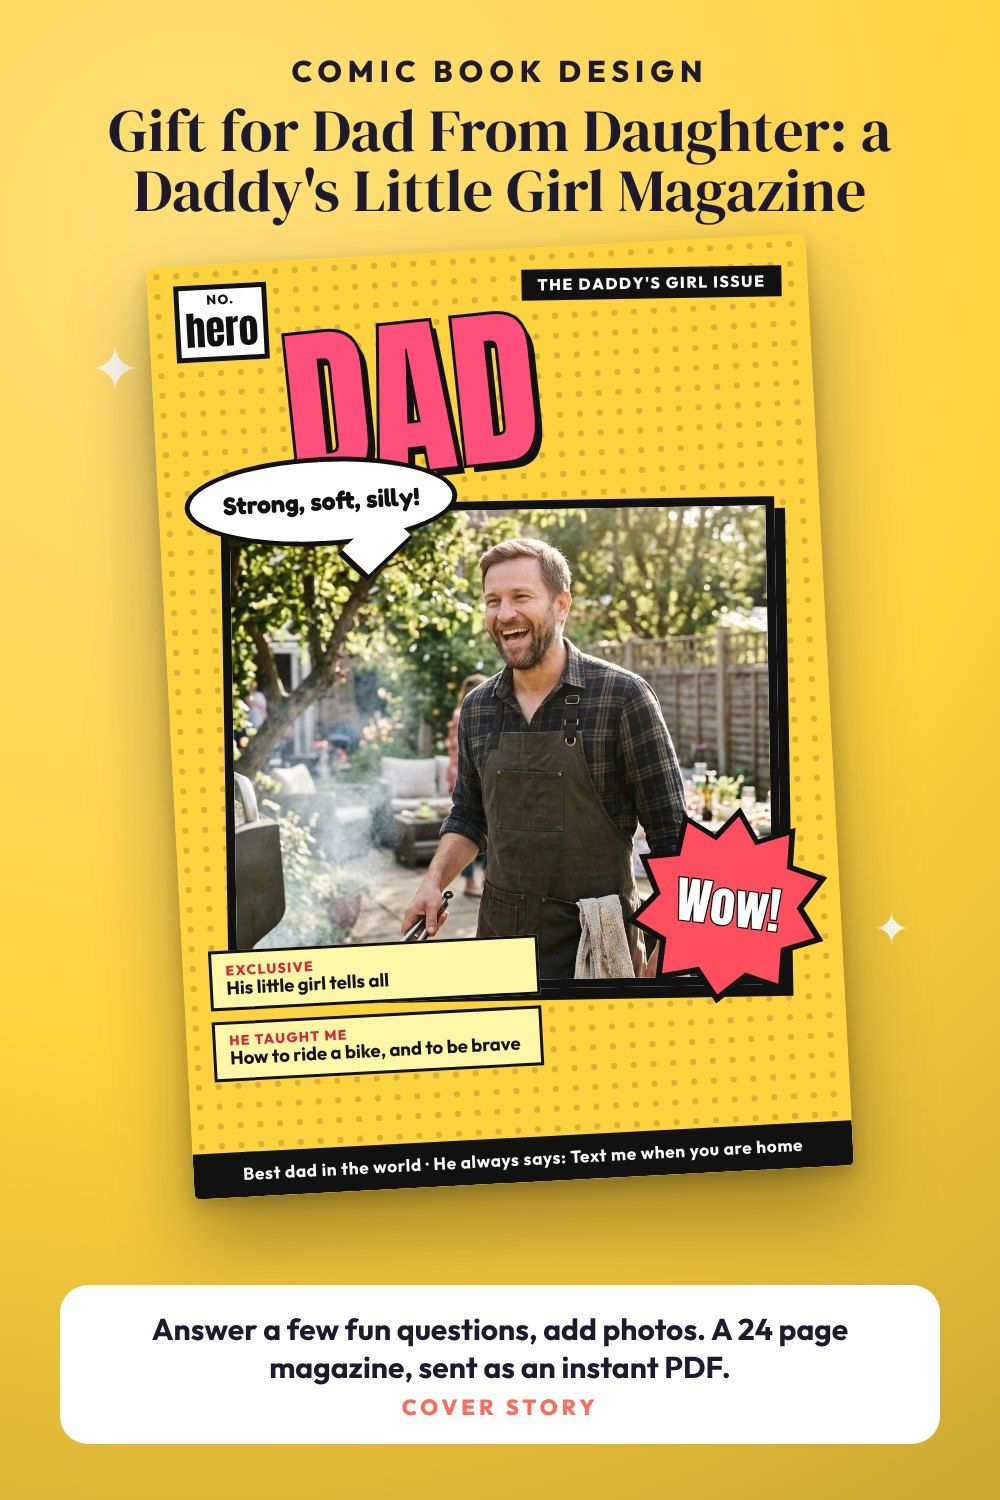 COMIC BOOK DESIGN
Gift for Dad From Daughter: a
Daddy's Little Girl Magazine
THE DADDY'S GIRL ISSUE
NO.
hero
DAD
Strong, soft, silly!
Wow!
EXCLUSIVE
His little girl tells all
HE TAUGHT ME
How to ride a bike, and to be brave
Best dad in the world · He always says: Text me when you are home
Answer a few fun questions, add photos. A 24 page
magazine, sent as an instant PDF.
COVER STORY